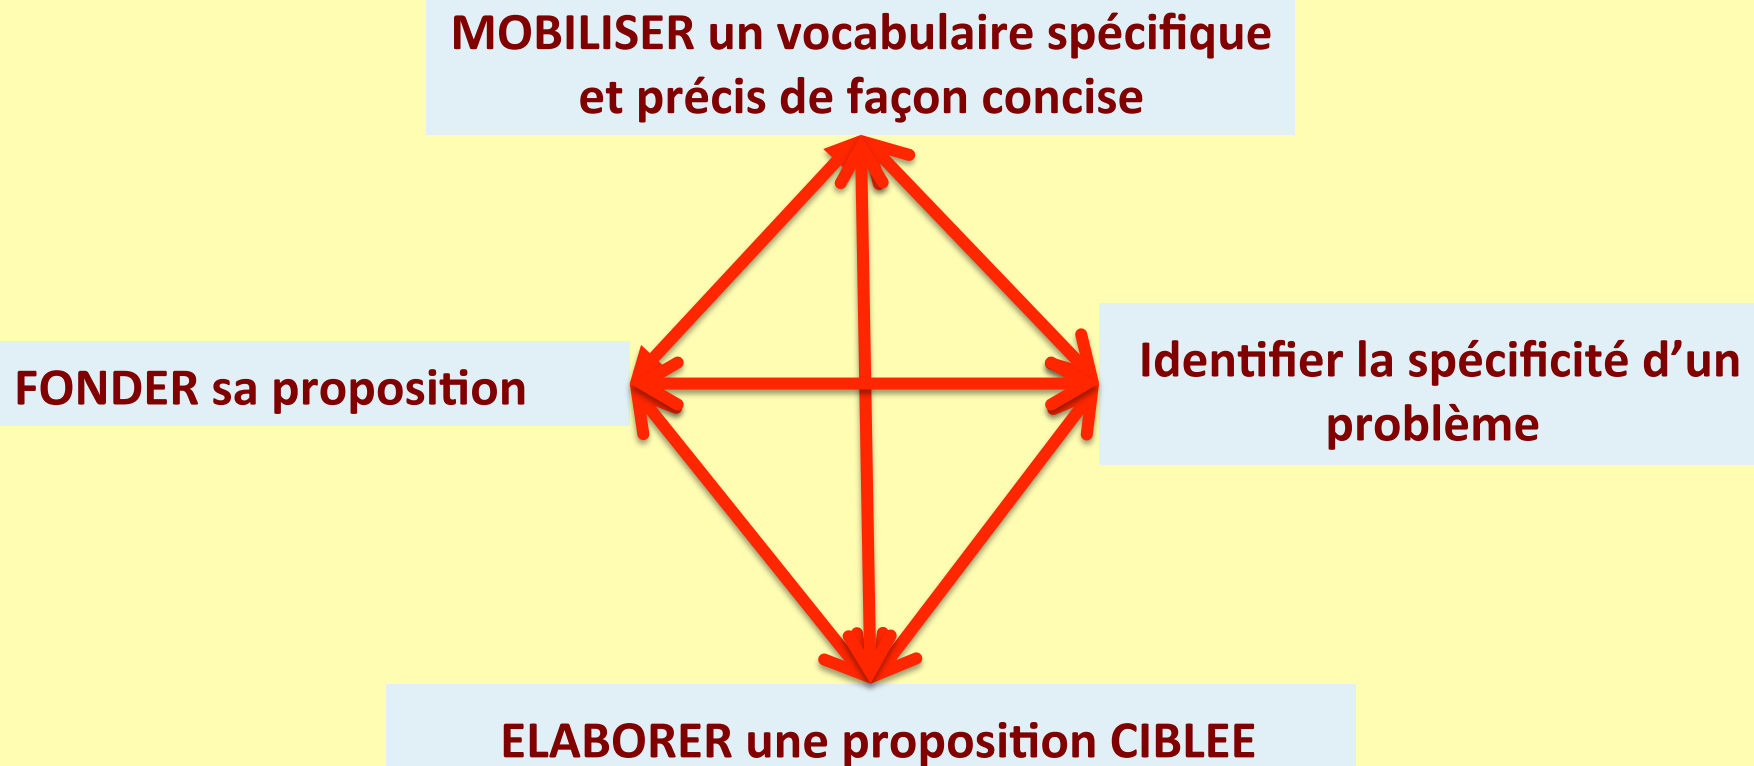 MOBILISER un vocabulaire spécifique
et précis de façon concise
FONDER sa proposition
Identifier la spécificité d’un
problème
ELABORER une proposition CIBLEE